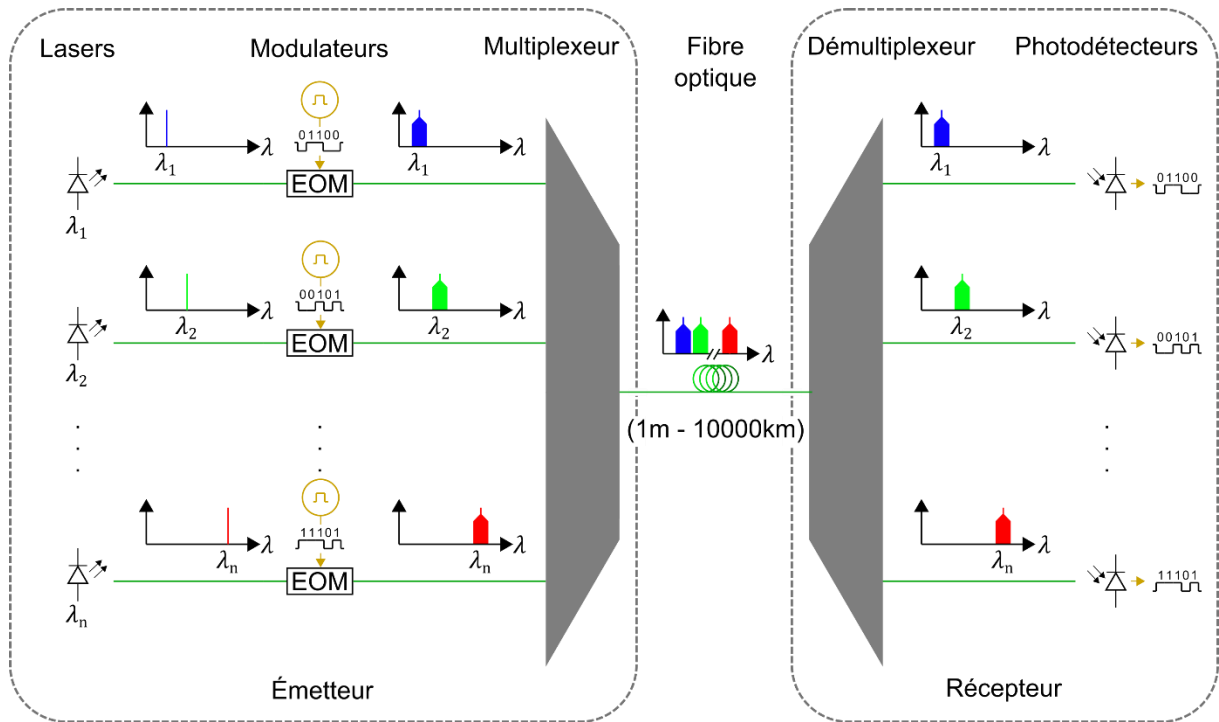 Lasers
Modulateurs
Multiplexeur
Fibre
optique
Démultiplexeur
Photodétecteurs
01100
λ
λ
λ
λ₁
λ₁
λ₁
EOM
01100
λ₁
00101
λ
λ
λ
λ₂
λ₂
λ₂
EOM
00101
λ₂
λ
(1m - 10000km)
11101
λ
λ
λ
λₙ
λₙ
λₙ
EOM
11101
λₙ
Émetteur
Récepteur